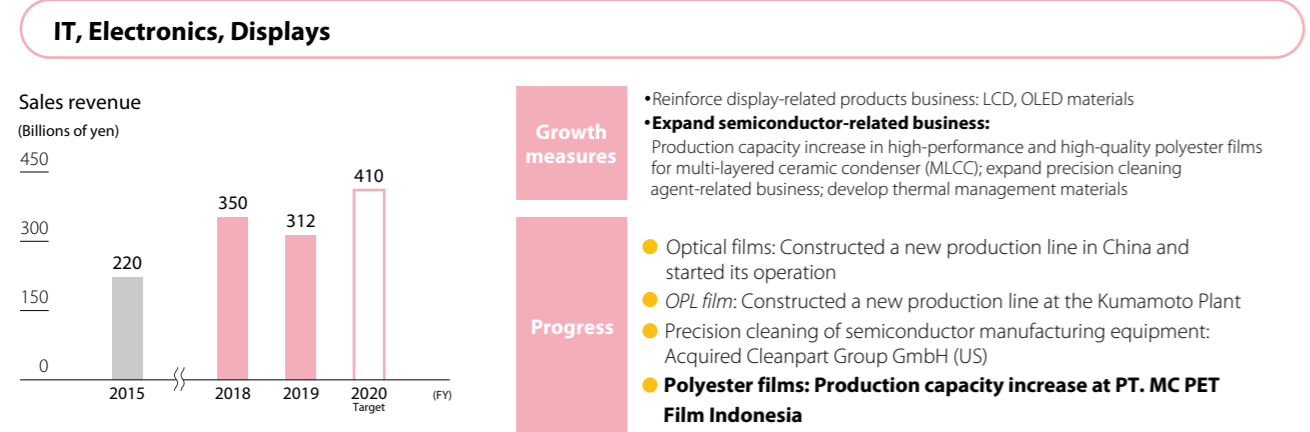 IT, Electronics, Displays
Sales revenue
(Billions of yen)
450
300
150
0
220
350
312
410
2015
2018
2019
2020
Target
(FY)
Growth
measures
•Reinforce display-related products business: LCD, OLED materials
•Expand semiconductor-related business:
Production capacity increase in high-performance and high-quality polyester films
for multi-layered ceramic condenser (MLCC); expand precision cleaning
agent-related business; develop thermal management materials
Progress
Optical films: Constructed a new production line in China and
started its operation
OPL film: Constructed a new production line at the Kumamoto Plant
Precision cleaning of semiconductor manufacturing equipment:
Acquired Cleanpart Group GmbH (US)
Polyester films: Production capacity increase at PT. MC PET
Film Indonesia